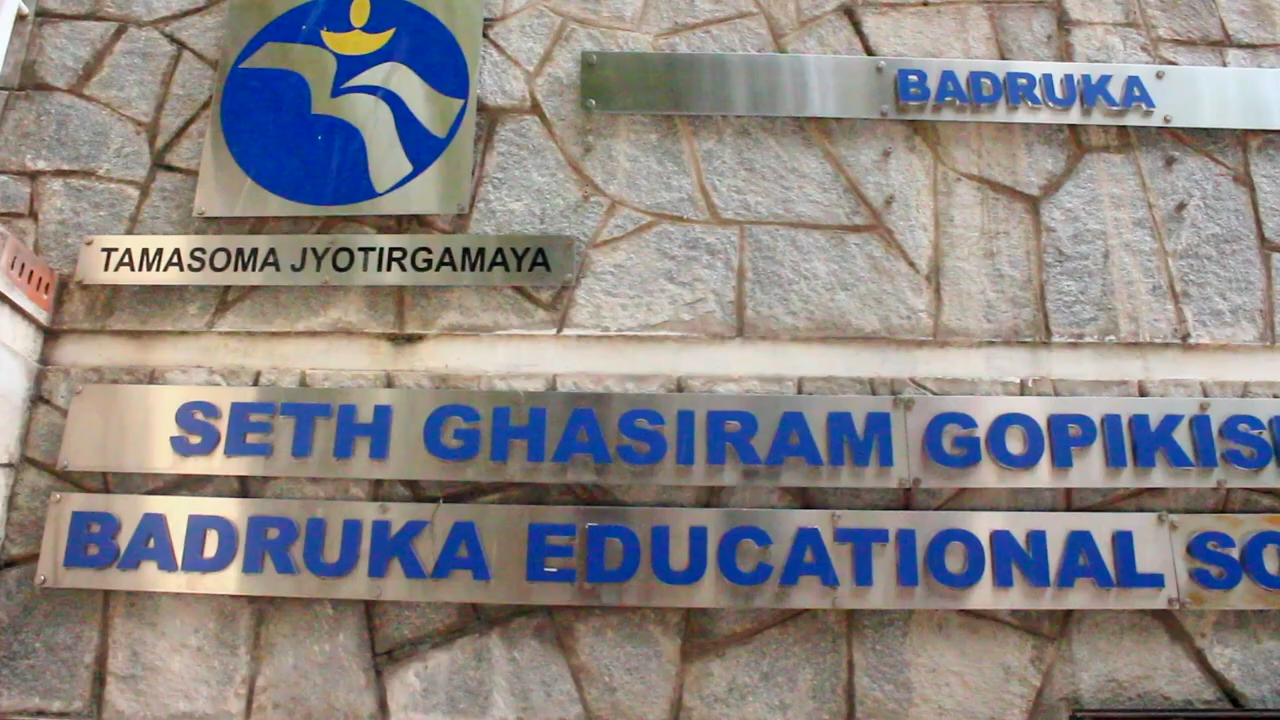 BADRUKA
TAMASOMA JYOTIRGAMAYA
SETH GHASIRAM GOPIKIS
BADRUKA EDUCATIONAL SO